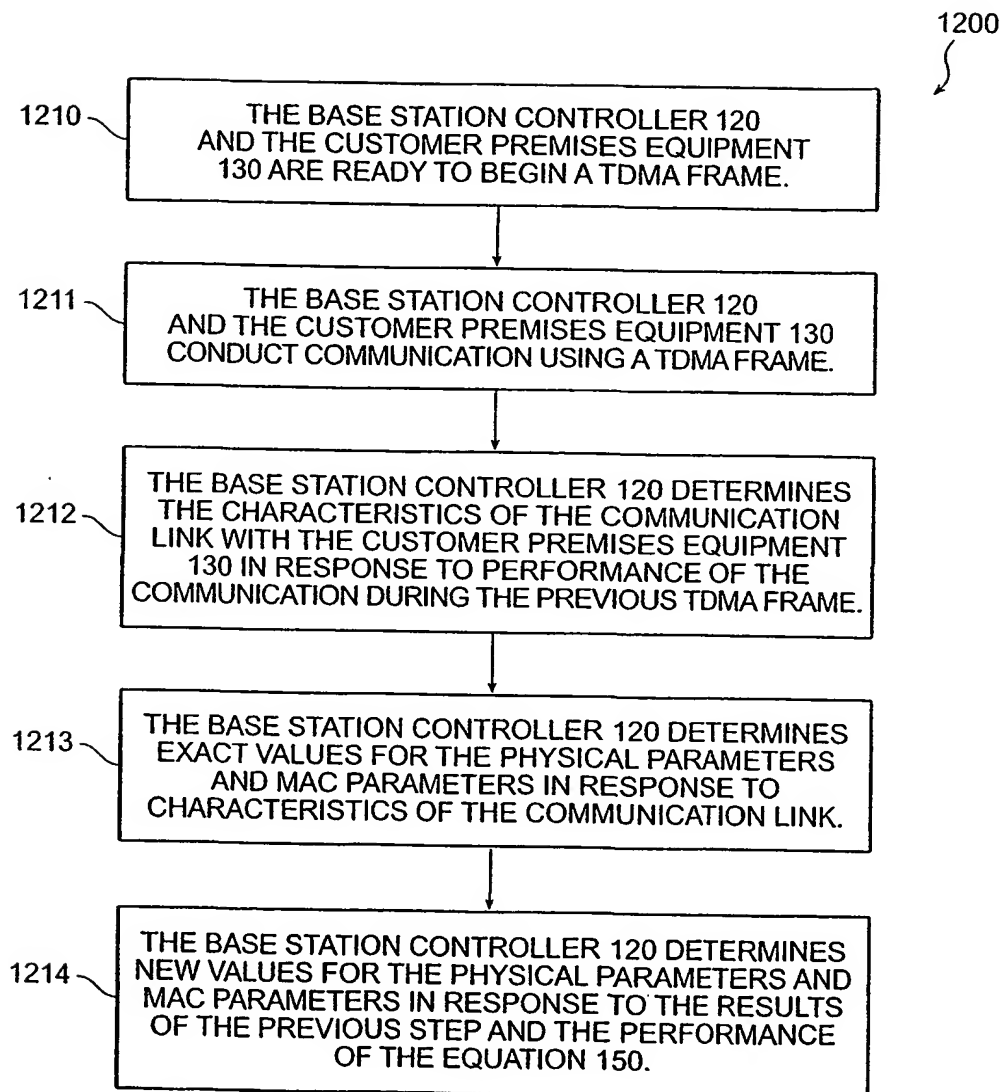 1200
1210
THE BASE STATION CONTROLLER 120
AND THE CUSTOMER PREMISES EQUIPMENT
130 ARE READY TO BEGIN A TDMA FRAME.
1211
THE BASE STATION CONTROLLER 120
AND THE CUSTOMER PREMISES EQUIPMENT 130
CONDUCT COMMUNICATION USING A TDMA FRAME.
1212
THE BASE STATION CONTROLLER 120 DETERMINES
THE CHARACTERISTICS OF THE COMMUNICATION
LINK WITH THE CUSTOMER PREMISES EQUIPMENT
130 IN RESPONSE TO PERFORMANCE OF THE
COMMUNICATION DURING THE PREVIOUS TDMA FRAME.
1213
THE BASE STATION CONTROLLER 120 DETERMINES
EXACT VALUES FOR THE PHYSICAL PARAMETERS
AND MAC PARAMETERS IN RESPONSE TO
CHARACTERISTICS OF THE COMMUNICATION LINK.
1214
THE BASE STATION CONTROLLER 120 DETERMINES
NEW VALUES FOR THE PHYSICAL PARAMETERS AND
MAC PARAMETERS IN RESPONSE TO THE RESULTS
OF THE PREVIOUS STEP AND THE PERFORMANCE
OF THE EQUATION 150.